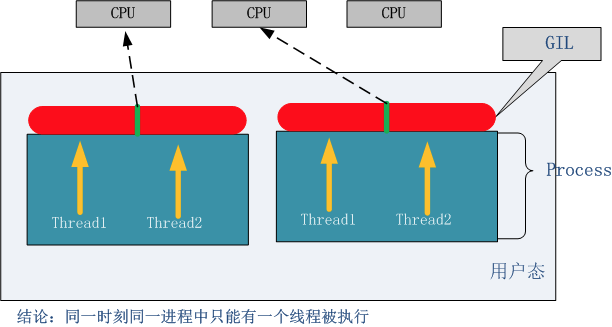 CPU
CPU
CPU
GIL
Thread1
Thread2
Thread1
Thread2
Process
用户态
结论：同一时刻同一进程中只能有一个线程被执行